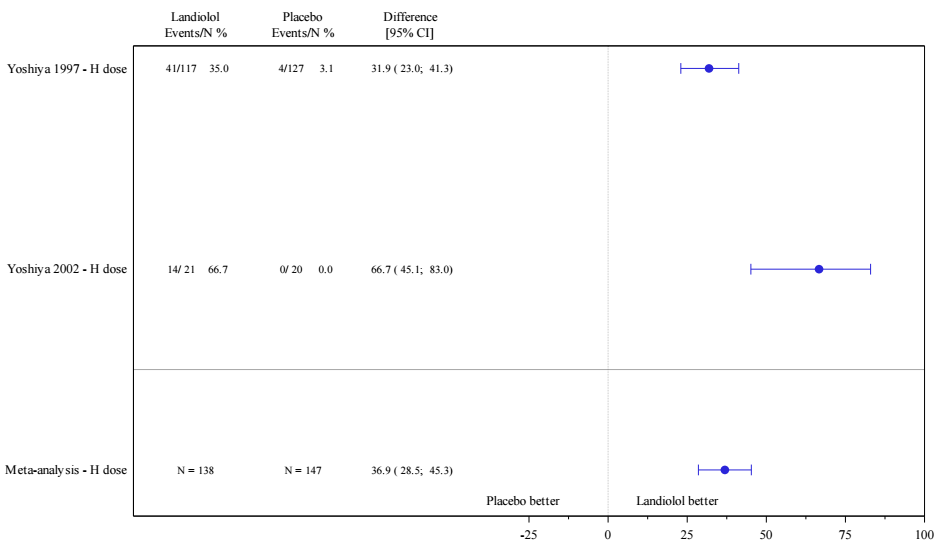 Landiolol Placebo Difference
Events/N % Events/N % [95% CI]
Yoshiya 1997 - H dose 41/117 35.0 4/127 3.1 31.9 ( 23.0; 41.3)
Yoshiya 2002 - H dose 14/ 21 66.7 0/ 20 0.0 66.7 ( 45.1; 83.0)
Meta-analysis - H dose N = 138 N = 147 36.9 ( 28.5; 45.3)
Placebo better Landiolol better
-25 0 25 50 75 100